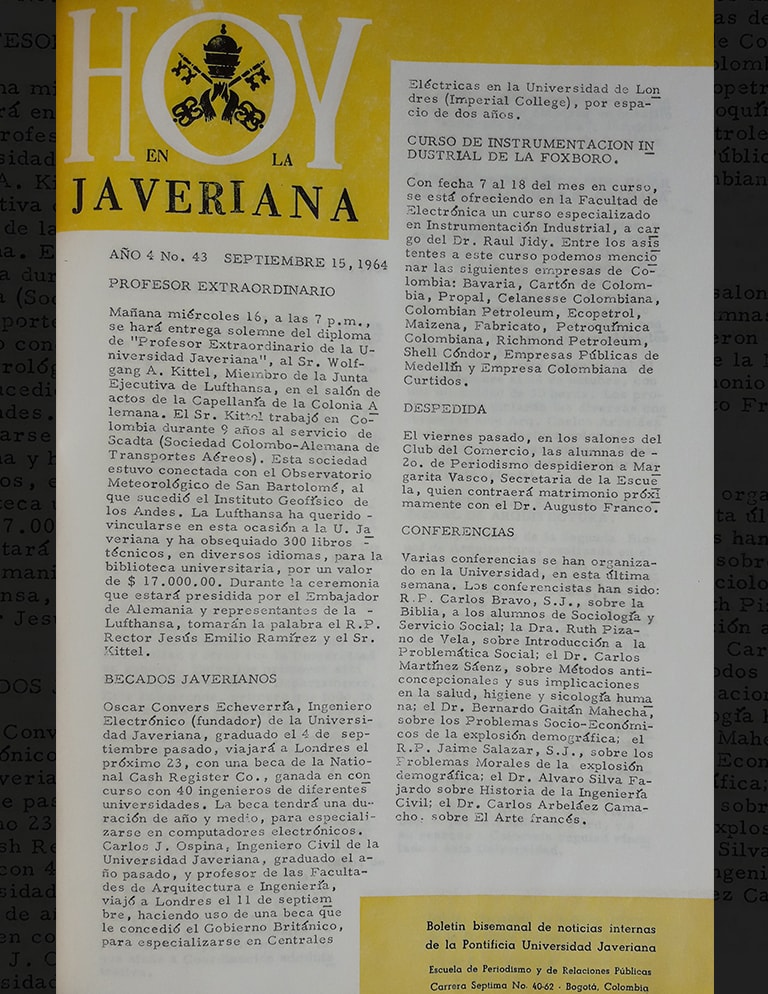 HOY
EN LA
JAVERIANA
AÑO 4 No. 43 SEPTIEMBRE 15, 1964
PROFESOR EXTRAORDINARIO
Mañana miércoles 16, a las 7 p.m.,
se hará entrega solemne del diploma
de "Profesor Extraordinario de la U-
niversidad Javeriana", al Sr. Wolf-
gang A. Kittel, Miembro de la Junta
Ejecutiva de Lufthansa, en el salón de
actos de la Capellanía de la Colonia A
lemana. El Sr. Kittel trabajó en Co-
lombia durante 9 años al servicio de
Scadta (Sociedad Colombo-Alemana de
Transportes Aéreos). Esta sociedad
estuvo conectada con el Observatorio
Meteorológico de San Bartolomé, al
que sucedió el Instituto Geofísico de
los Andes. La Lufthansa ha querido -
vincularse en esta ocasión a la U. Ja
veriana y ha obsequiado 300 libros -
técnicos, en diversos idiomas, para la
biblioteca universitaria, por un valor
de $ 17.000.00. Durante la ceremonia
que estará presidida por el Embajador
de Alemania y representantes de la -
Lufthansa, tomarán la palabra el R.P.
Rector Jesús Emilio Ramírez y el Sr.
Kittel.
BECADOS JAVERIANOS
Oscar Convers Echeverría, Ingeniero
Electrónico (fundador) de la Universi-
dad Javeriana, graduado el 4 de sep-
tiembre pasado, viajará a Londres el
próximo 23, con una beca de la Natio-
nal Cash Register Co., ganada en con
curso con 40 ingenieros de diferentes
universidades. La beca tendrá una du-
ración de año y medio, para especiali-
zarse en computadores electrónicos.
Carlos J. Ospina, Ingeniero Civil de la
Universidad Javeriana, graduado el a-
ño pasado, y profesor de las Faculta-
des de Arquitectura e Ingeniería,
viajó a Londres el 11 de septiem
bre, haciendo uso de una beca que
le concedió el Gobierno Británico,
para especializarse en Centrales
Eléctricas en la Universidad de Lon
dres (Imperial College), por espa-
cio de dos años.
CURSO DE INSTRUMENTACION IN
DUSTRIAL DE LA FOXBORO.
Con fecha 7 al 18 del mes en curso,
se está ofreciendo en la Facultad de
Electrónica un curso especializado
en Instrumentación Industrial, a car
go del Dr. Raul Jidy. Entre los asis
tentes a este curso podemos mencio
nar las siguientes empresas de Co-
lombia: Bavaria, Cartón de Colom-
bia, Propal, Celanesse Colombiana,
Colombian Petroleum, Ecopetrol,
Maizena, Fabricato, Petroquímica
Colombiana, Richmond Petroleum,
Shell Cóndor, Empresas Públicas de
Medellín y Empresa Colombiana de
Curtidos.
DESPEDIDA
El viernes pasado, en los salones del
Club del Comercio, las alumnas de -
2o. de Periodismo despidieron a Mar
garita Vasco, Secretaria de la Escue
la, quien contraerá matrimonio próxi
mamente con el Dr. Augusto Franco.
CONFERENCIAS
Varias conferencias se han organiza-
do en la Universidad, en esta última
semana. Los conferencistas han sido:
R.P. Carlos Bravo, S.J., sobre la
Biblia, a los alumnos de Sociología y
Servicio Social; la Dra. Ruth Piza-
no de Vela, sobre Introducción a la
Problemática Social; el Dr. Carlos
Martínez Sáenz, sobre Métodos anti-
concepcionales y sus implicaciones
en la salud, higiene y sicología huma
na; el Dr. Bernardo Gaitán Mahecha,
sobre los Problemas Socio-Económi-
cos de la explosión demográfica; el
R.P. Jaime Salazar, S.J., sobre los
Problemas Morales de la explosión
demográfica; el Dr. Alvaro Silva Fa-
jardo sobre Historia de la Ingeniería
Civil; el Dr. Carlos Arbeláez Cama-
cho, sobre El Arte francés.
Boletín bisemanal de noticias internas
de la Pontificia Universidad Javeriana
Escuela de Periodismo y de Relaciones Públicas
Carrera Septima No. 40-62 - Bogotá, Colombia